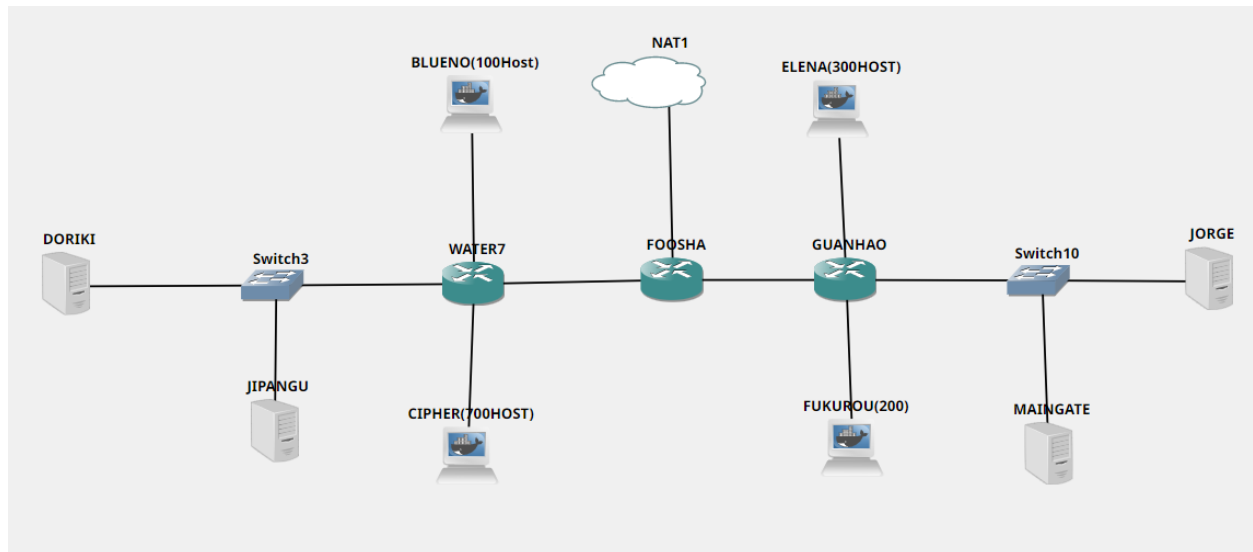 NAT1
BLUENO(100Host)
ELENA(300HOST)
DORIKI
Switch3
WATER7
FOOSHA
GUANHAO
Switch10
JORGE
JIPANGU
CIPHER(700HOST)
FUKUROU(200)
MAINGATE